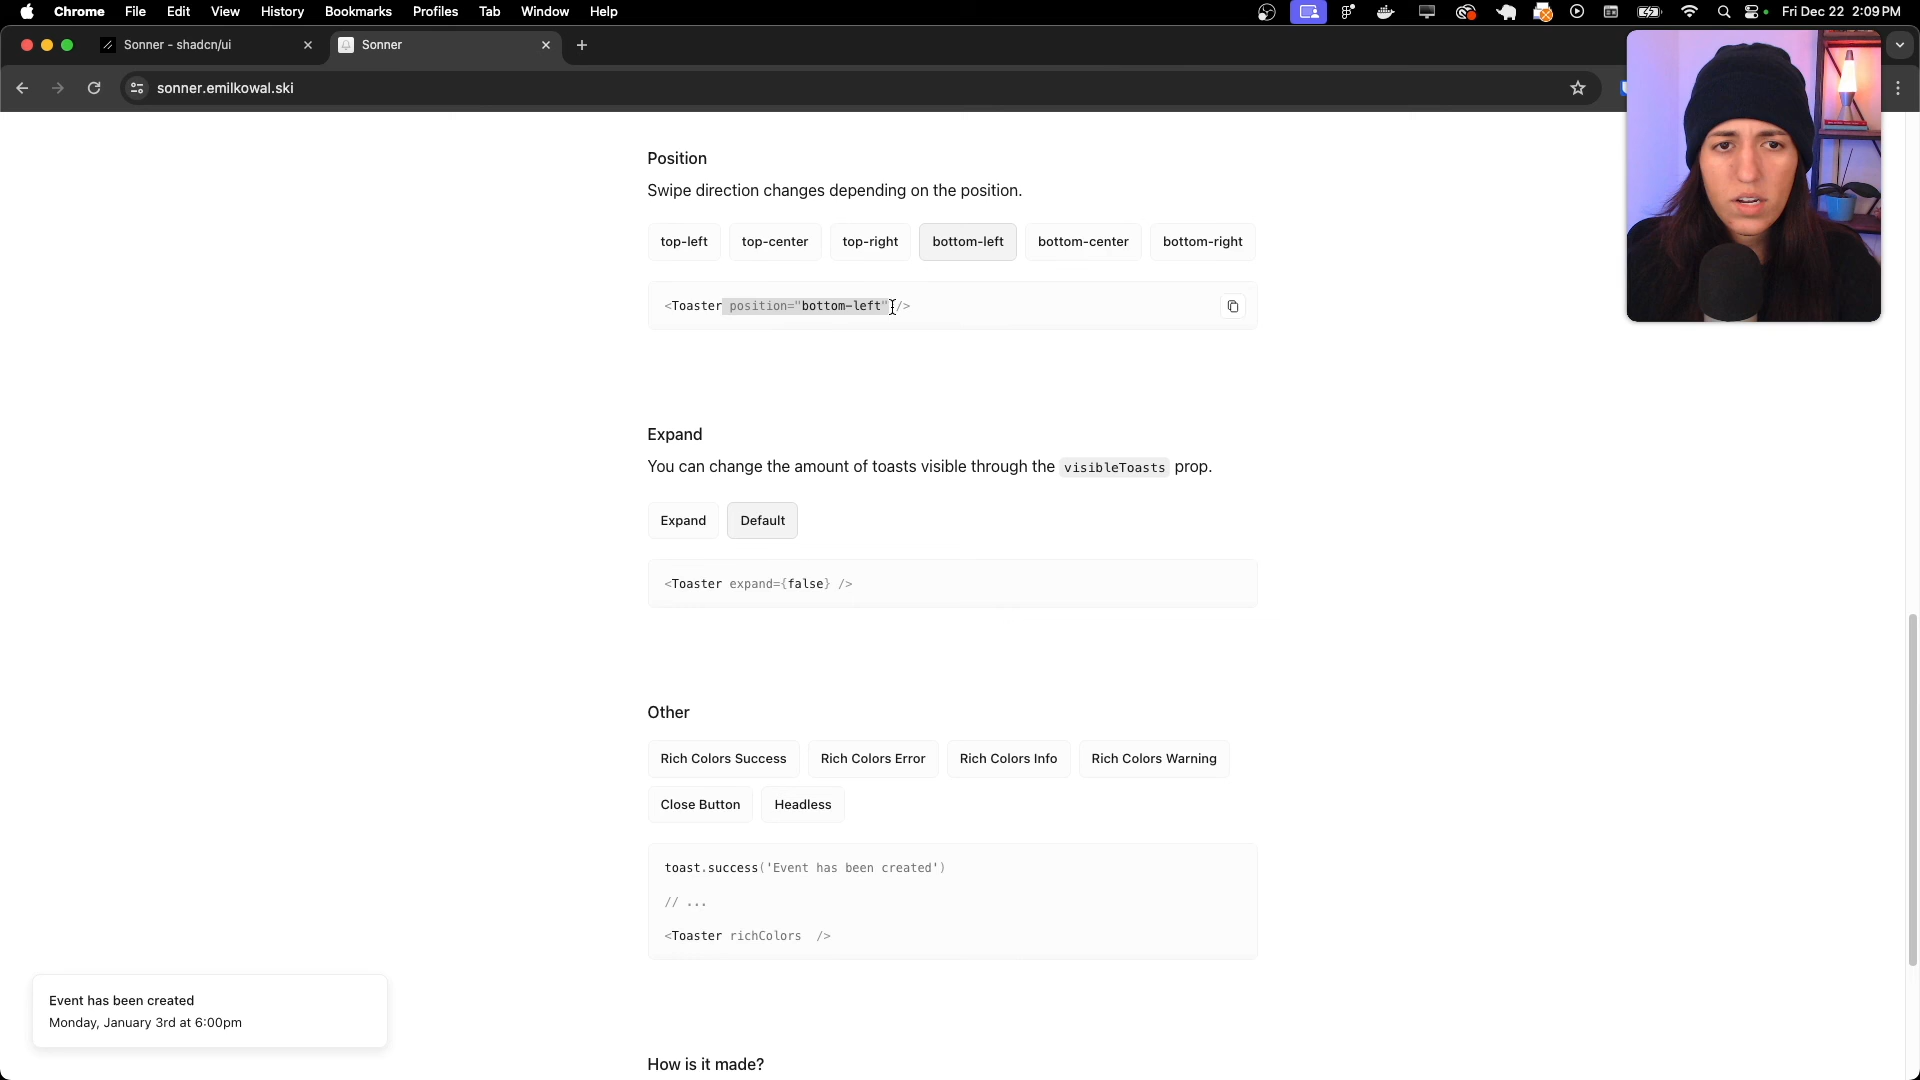 Chrome File Edit View History Bookmarks Profiles Tab Window Help Fri Dec 22 2:09 PM
Sonner - shadcn/ui Sonner
sonner.emilkowal.ski
Position
Swipe direction changes depending on the position.
top-left top-center top-right bottom-left bottom-center bottom-right
<Toaster position="bottom-left" />
Expand
You can change the amount of toasts visible through the visibleToasts prop.
Expand Default
<Toaster expand={false} />
Other
Rich Colors Success Rich Colors Error Rich Colors Info Rich Colors Warning
Close Button Headless
toast.success('Event has been created')
// ...
<Toaster richColors />
Event has been created
Monday, January 3rd at 6:00pm
How is it made?